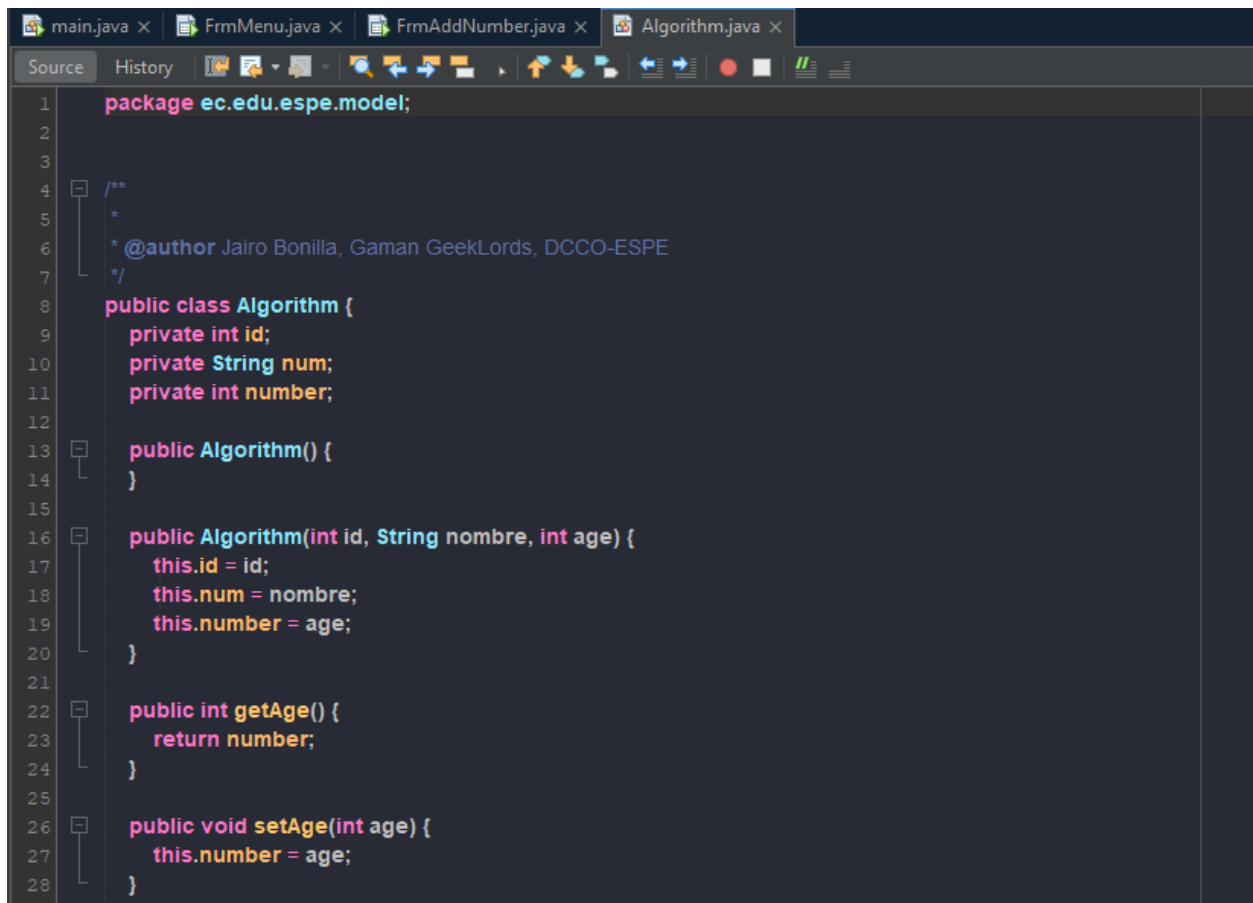 main.java × FrmMenu.java × FrmAddNumber.java × Algorithm.java ×
Source History
1 package ec.edu.espe.model;
2
3
4 /**
5 *
6 * @author Jairo Bonilla, Gaman GeekLords, DCCO-ESPE
7 */
8 public class Algorithm {
9 private int id;
10 private String num;
11 private int number;
12
13 public Algorithm() {
14 }
15
16 public Algorithm(int id, String nombre, int age) {
17 this.id = id;
18 this.num = nombre;
19 this.number = age;
20 }
21
22 public int getAge() {
23 return number;
24 }
25
26 public void setAge(int age) {
27 this.number = age;
28 }